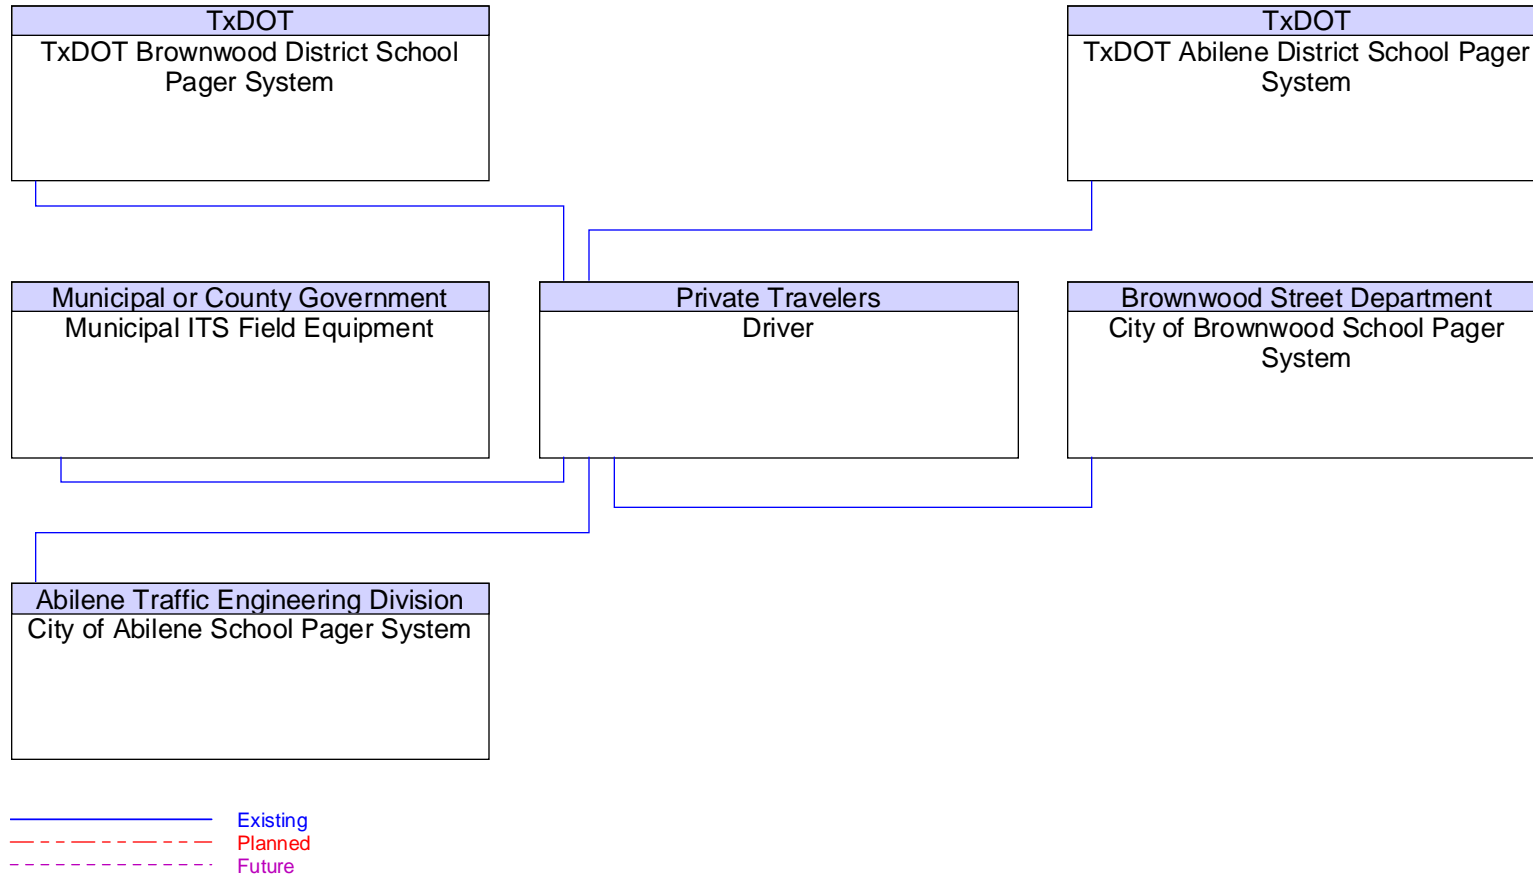 TxDOT
TxDOT Brownwood District School
Pager System
TxDOT
TxDOT Abilene District School Pager
System
Municipal or County Government
Municipal ITS Field Equipment
Private Travelers
Driver
Brownwood Street Department
City of Brownwood School Pager
System
Abilene Traffic Engineering Division
City of Abilene School Pager System
Existing
Planned
Future